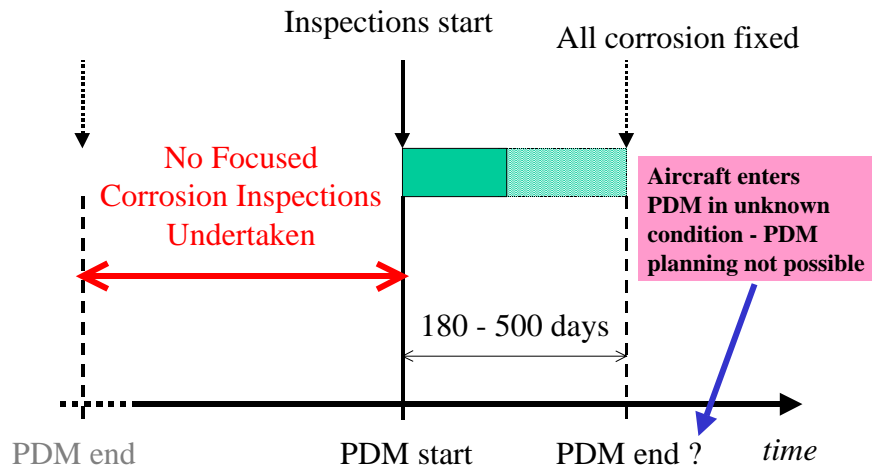 Inspections start
All corrosion fixed
No Focused
Corrosion Inspections
Undertaken
Aircraft enters
PDM in unknown
condition - PDM
planning not possible
180 - 500 days
PDM end
PDM start
PDM end ?
time